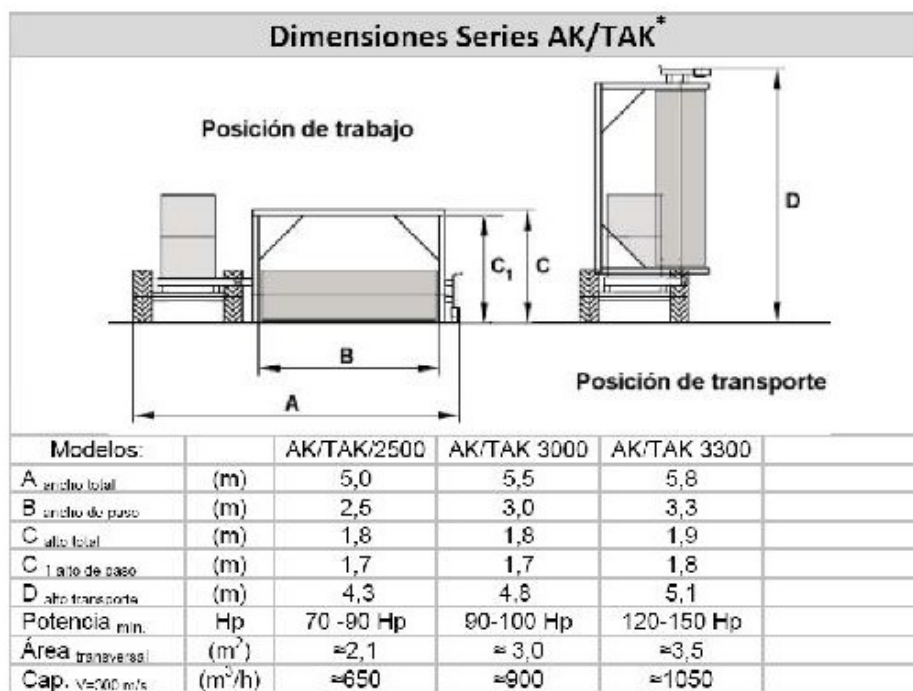 Dimensiones Series AK/TAK*
Posición de trabajo
D
C1 C
B
A
Posición de transporte
Modelos: AK/TAK/2500 AK/TAK 3000 AK/TAK 3300
A ancho total (m) 5,0 5,5 5,8
B ancho de paso (m) 2,5 3,0 3,3
C alto total (m) 1,8 1,8 1,9
C 1 alto de paso (m) 1,7 1,7 1,8
D alto transporte (m) 4,3 4,8 5,1
Potencia min. Hp 70 -90 Hp 90-100 Hp 120-150 Hp
Área transversal (m²) ≈2,1 ≈ 3,0 ≈3,5
Cap. V=300 m/s (m³/h) ≈650 ≈900 ≈1050